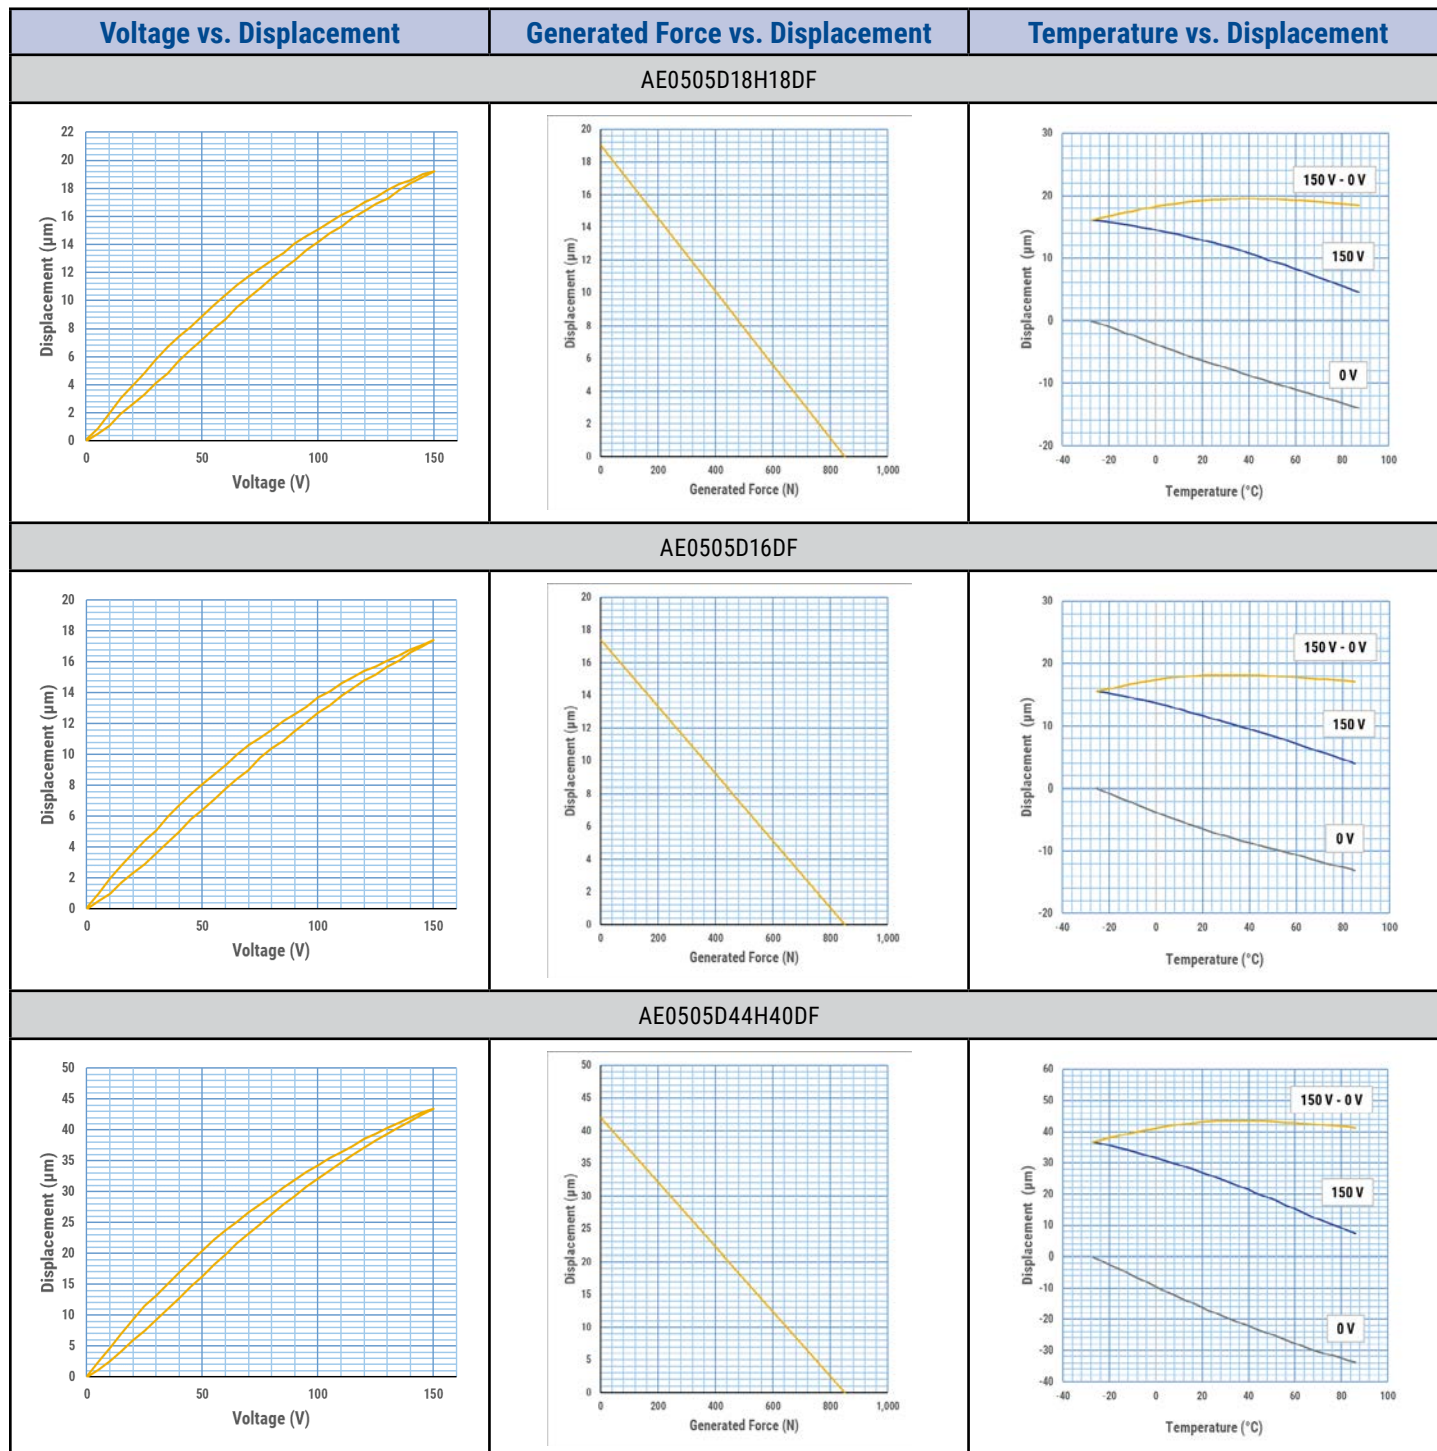 Voltage vs. Displacement
Generated Force vs. Displacement
Temperature vs. Displacement
AE0505D18H18DF
22
20
18
16
14
12
10
8
6
4
2
0
Displacement (µm)
0 50 100 150
Voltage (V)
20
18
16
14
12
10
8
6
4
2
0
Displacement (µm)
0 200 400 600 800 1,000
Generated Force (N)
30
20
10
0
-10
-20
Displacement (µm)
150 V - 0 V
150 V
0 V
-40 -20 0 20 40 60 80 100
Temperature (°C)
AE0505D16DF
20
18
16
14
12
10
8
6
4
2
0
Displacement (µm)
0 50 100 150
Voltage (V)
20
18
16
14
12
10
8
6
4
2
0
Displacement (µm)
0 200 400 600 800 1,000
Generated Force (N)
30
20
10
0
-10
-20
Displacement (µm)
150 V - 0 V
150 V
0 V
-40 -20 0 20 40 60 80 100
Temperature (°C)
AE0505D44H40DF
50
45
40
35
30
25
20
15
10
5
0
Displacement (µm)
0 50 100 150
Voltage (V)
50
45
40
35
30
25
20
15
10
5
0
Displacement (µm)
0 200 400 600 800 1,000
Generated Force (N)
60
50
40
30
20
10
0
-10
-20
-30
-40
Displacement (µm)
150 V - 0 V
150 V
0 V
-40 -20 0 20 40 60 80 100
Temperature (°C)